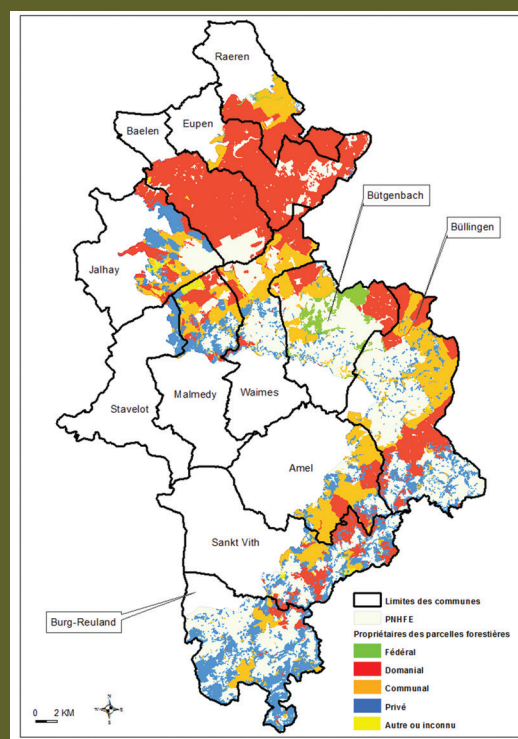 Raeren
Eupen
Baelen
Bütgenbach
Büllingen
Jalhay
Malmedy
Waimes
Stavelot
Amel
Sankt Vith
Burg-Reuland
Limites des communes
PNHFE
Propriétaires des parcelles forestières
Fédéral
Domanial
Communal
Privé
Autre ou inconnu
0 2 KM